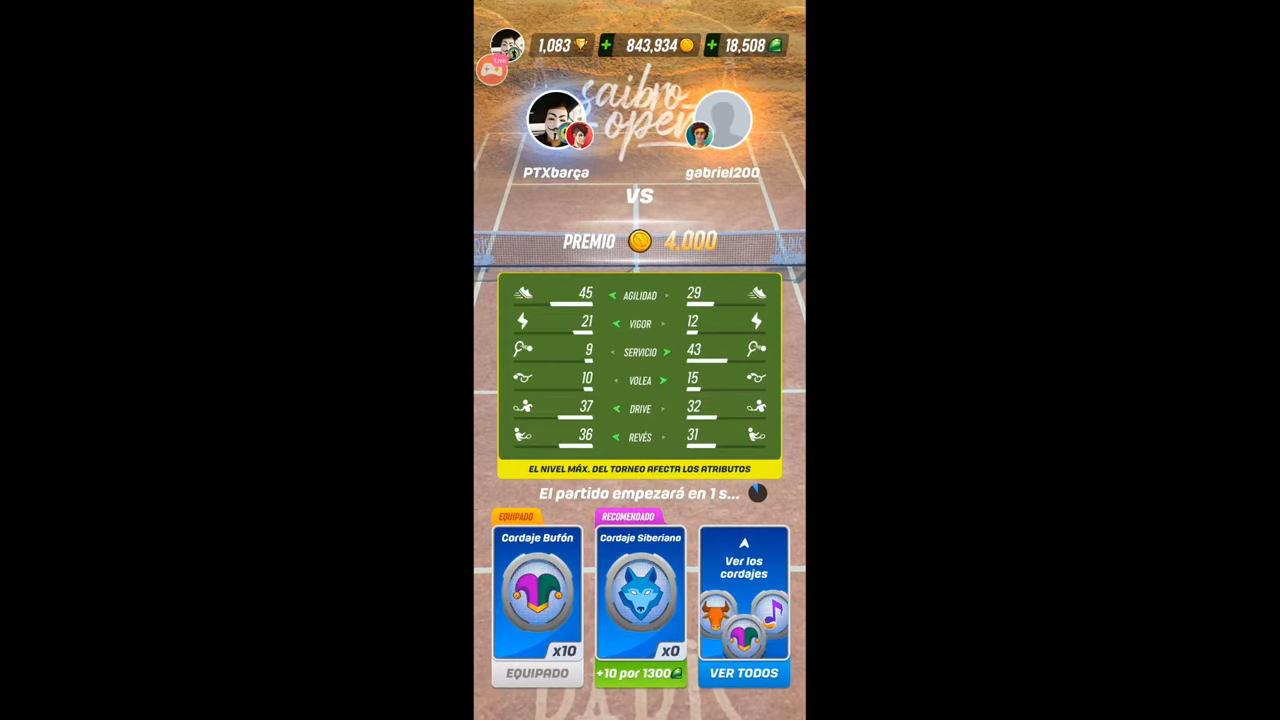 1,083
843,934
18,508
Live
saibro
open
PTXbarça
gabriel200
VS
PREMIO 4.000
45 AGILIDAD 29
21 VIGOR 12
9 SERVICIO 43
10 VOLEA 15
37 DRIVE 32
36 REVÉS 31
EL NIVEL MÁX. DEL TORNEO AFECTA LOS ATRIBUTOS
El partido empezará en 1 s...
EQUIPADO
Cordaje Bufón
x10
EQUIPADO
RECOMENDADO
Cordaje Siberiano
x0
+10 por 1300
Ver los
cordajes
VER TODOS